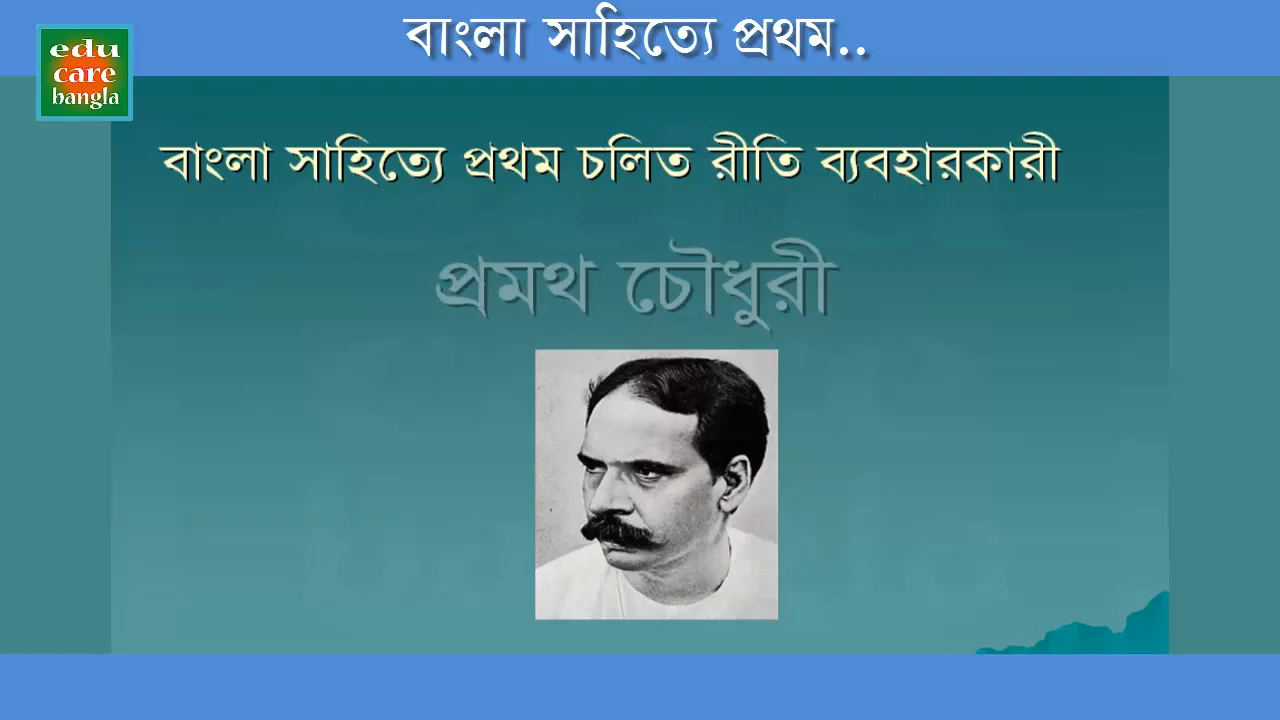 বাংলা সাহিত্যে প্রথম..
edu
care
bangla
বাংলা সাহিত্যে প্রথম চলিত রীতি ব্যবহারকারী
প্রমথ চৌধুরী